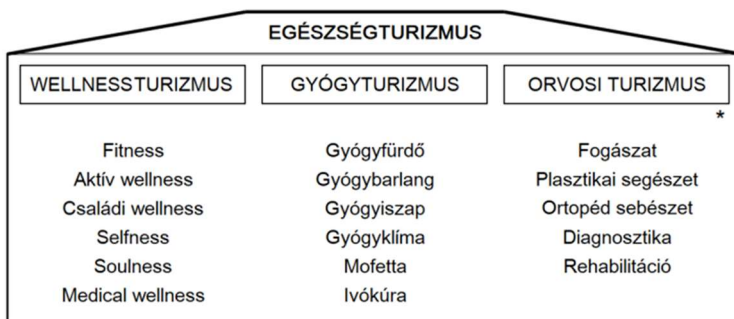 EGÉSZSÉGTURIZMUS
WELLNESSTURIZMUS
GYÓGYTURIZMUS
ORVOSI TURIZMUS
*
Fitness
Aktív wellness
Családi wellness
Selfness
Soulness
Medical wellness
Gyógyfürdő
Gyógybarlang
Gyógyiszap
Gyógyklíma
Mofetta
Ivókúra
Fogászat
Plasztikai segészet
Ortopéd sebészet
Diagnosztika
Rehabilitáció